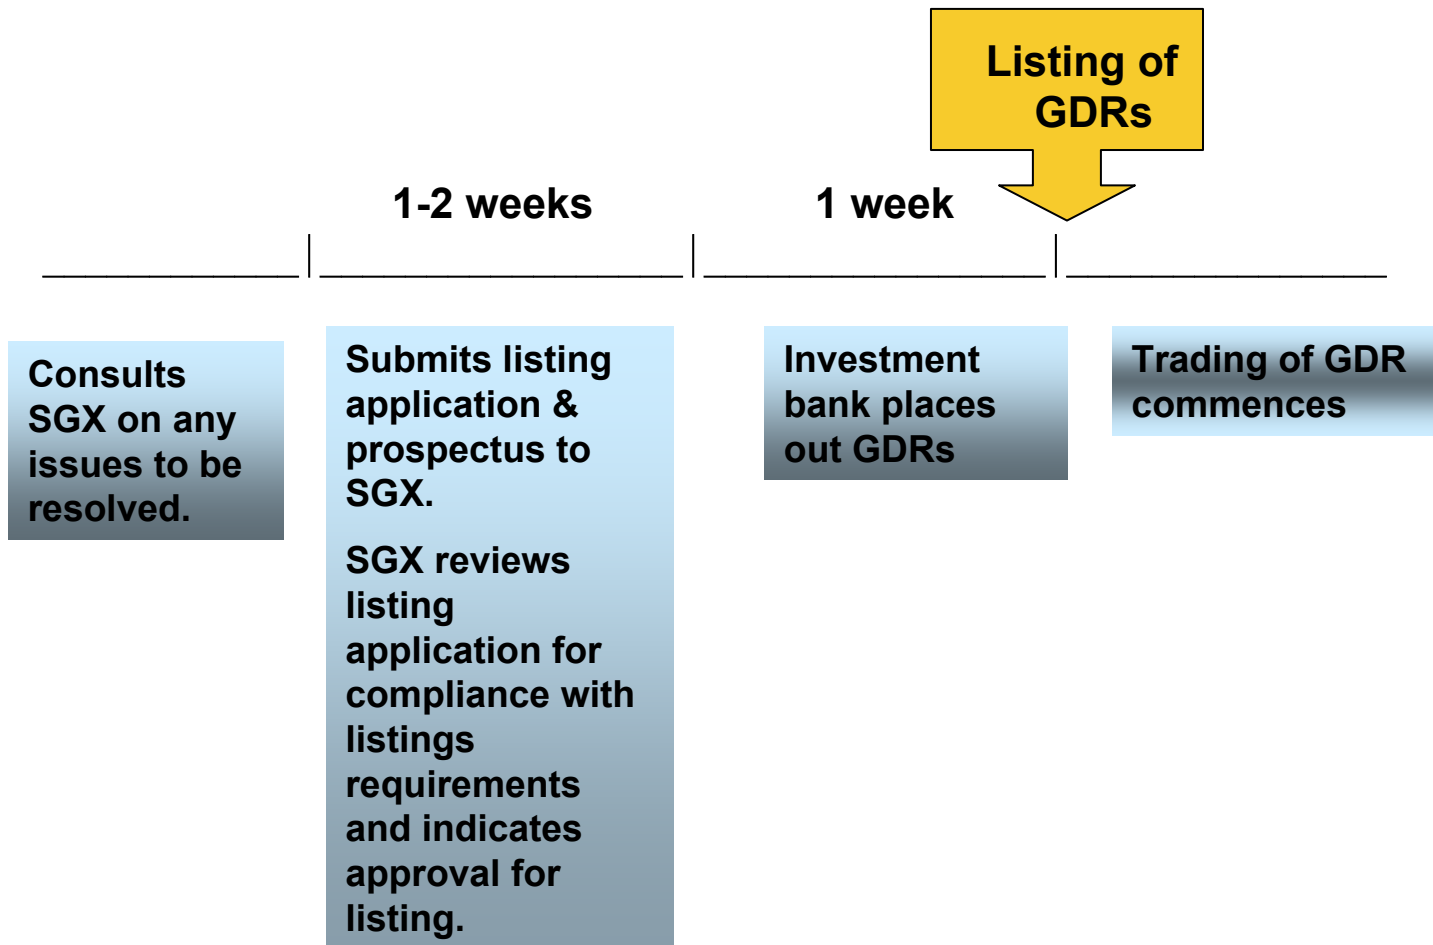 Listing of
GDRs
1-2 weeks
1 week
Consults
SGX on any
issues to be
resolved.
Submits listing
application &
prospectus to
SGX.
SGX reviews
listing
application for
compliance with
listings
requirements
and indicates
approval for
listing.
Investment
bank places
out GDRs
Trading of GDR
commences